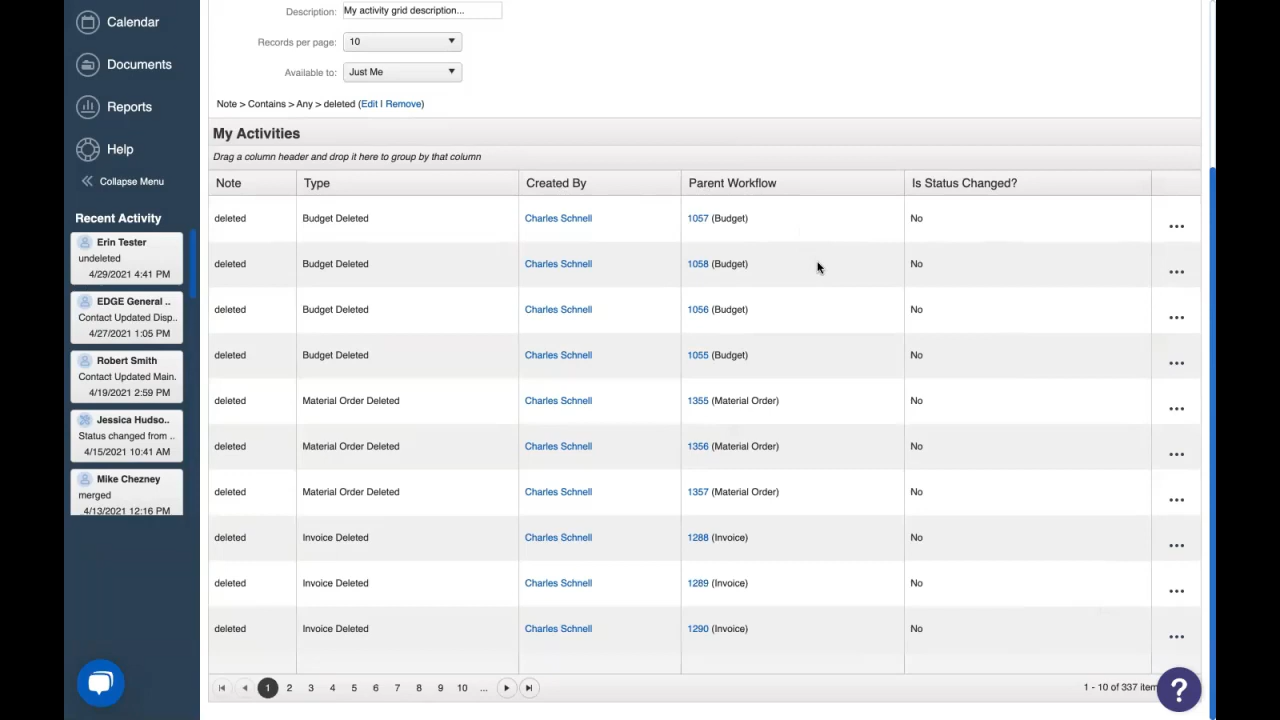 Calendar
Documents
Reports
Help
Collapse Menu
Recent Activity
Erin Tester
undeleted
4/29/2021 4:41 PM
EDGE General ..
Contact Updated Disp..
4/27/2021 1:05 PM
Robert Smith
Contact Updated Main.
4/19/2021 2:59 PM
Jessica Hudso..
Status changed from ..
4/15/2021 10:41 AM
Mike Chezney
merged
4/13/2021 12:16 PM
Description: My activity grid description...
Records per page: 10
Available to: Just Me
Note > Contains > Any > deleted (Edit I Remove)
My Activities
Drag a column header and drop it here to group by that column
Note Type Created By Parent Workflow Is Status Changed?
deleted Budget Deleted Charles Schnell 1057 (Budget) No ...
deleted Budget Deleted Charles Schnell 1058 (Budget) No ...
deleted Budget Deleted Charles Schnell 1056 (Budget) No ...
deleted Budget Deleted Charles Schnell 1055 (Budget) No ...
deleted Material Order Deleted Charles Schnell 1355 (Material Order) No ...
deleted Material Order Deleted Charles Schnell 1356 (Material Order) No ...
deleted Material Order Deleted Charles Schnell 1357 (Material Order) No ...
deleted Invoice Deleted Charles Schnell 1288 (Invoice) No ...
deleted Invoice Deleted Charles Schnell 1289 (Invoice) No ...
deleted Invoice Deleted Charles Schnell 1290 (Invoice) No ...
1 2 3 4 5 6 7 8 9 10 ... 1 - 10 of 337 item
?